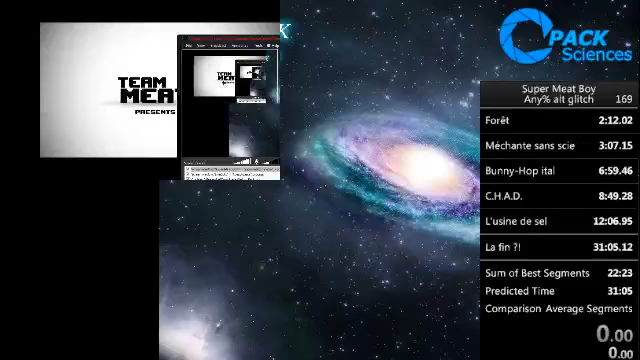 K
PACK
Sciences
TEAM
MEAT
PRESENTS
TEAM
MEAT
Super Meat Boy
Any% alt glitch 169
Forêt 2:12.02
Méchante sans scie 3:07.15
Bunny-Hop ital 6:59.46
C.H.A.D. 8:49.28
L'usine de sel 12:06.95
La fin ?! 31:05.12
Sum of Best Segments 22:23
Predicted Time 31:05
Comparison Average Segments
0.00
0.00